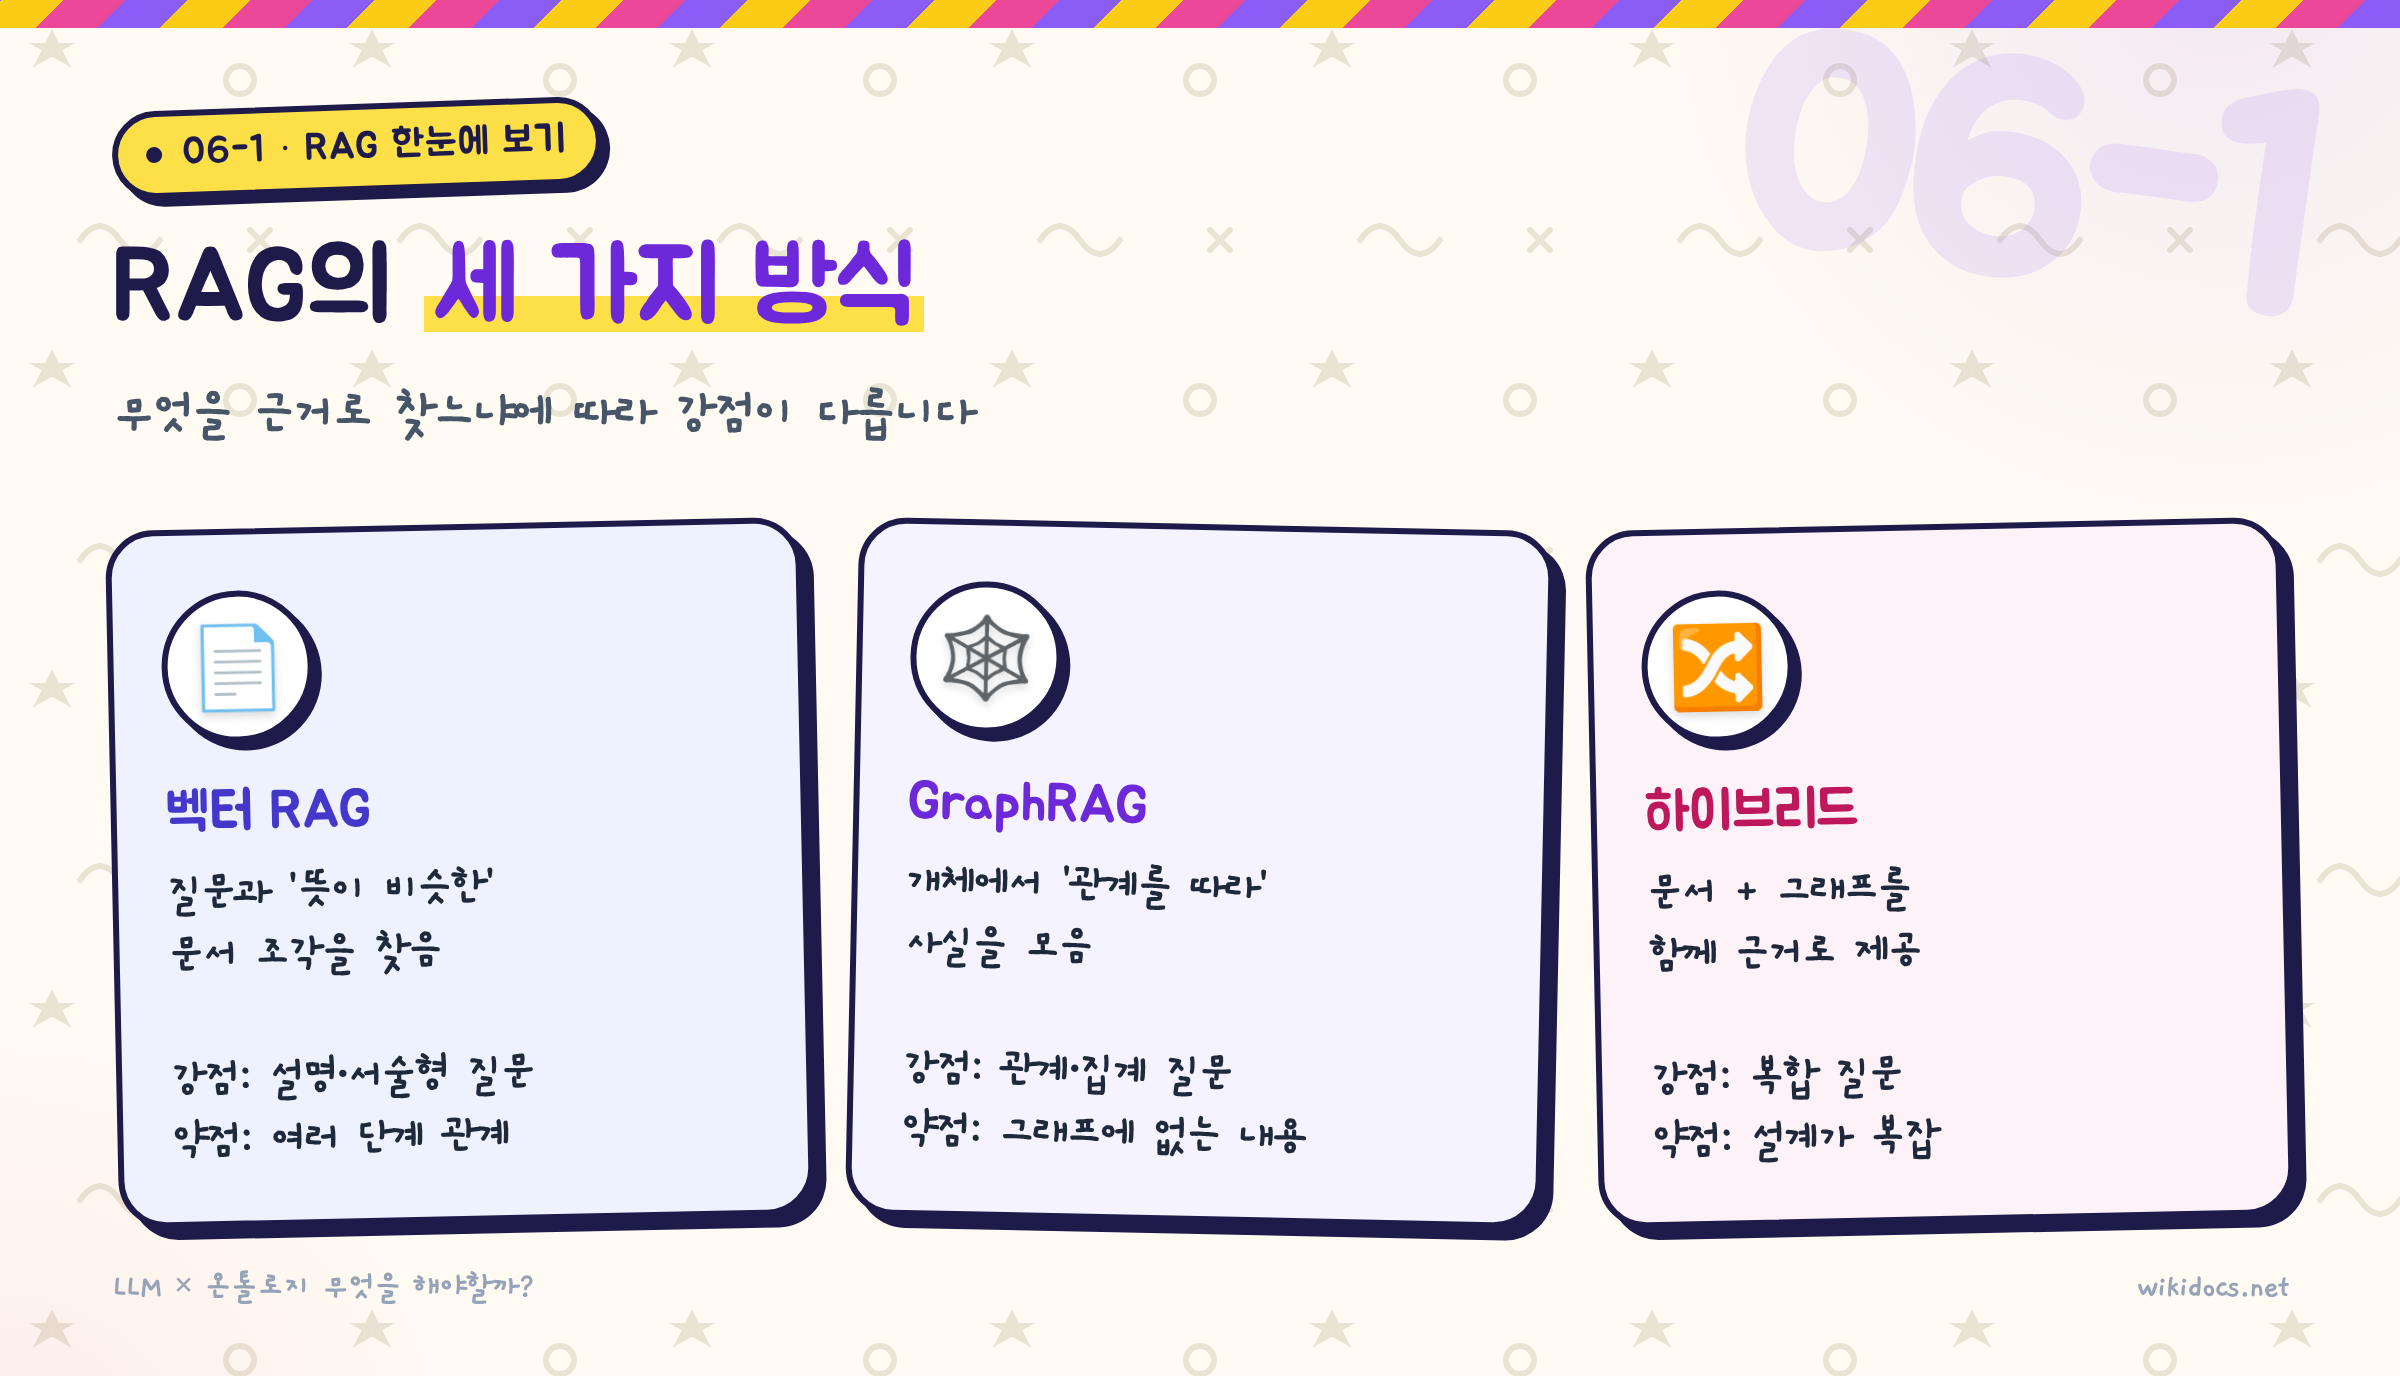 06-1
• 06-1 · RAG 한눈에 보기
RAG의 세 가지 방식
무엇을 근거로 찾느냐에 따라 강점이 다릅니다
벡터 RAG
질문과 '뜻이 비슷한'
문서 조각을 찾음
강점: 설명·서술형 질문
약점: 여러 단계 관계
GraphRAG
개체에서 '관계를 따라'
사실을 모음
강점: 관계·집계 질문
약점: 그래프에 없는 내용
하이브리드
문서 + 그래프를
함께 근거로 제공
강점: 복합 질문
약점: 설계가 복잡
LLM × 온톨로지 무엇을 해야할까?
wikidocs.net